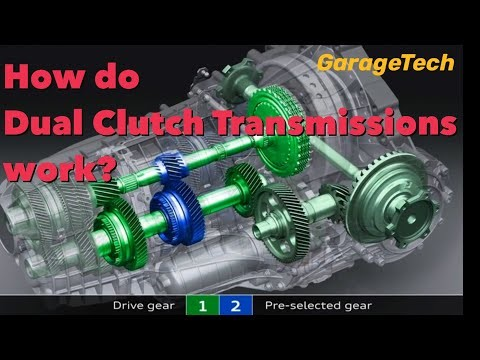 GarageTech
How do
Dual Clutch Transmissions
work?
Drive gear 1 2 Pre-selected gear